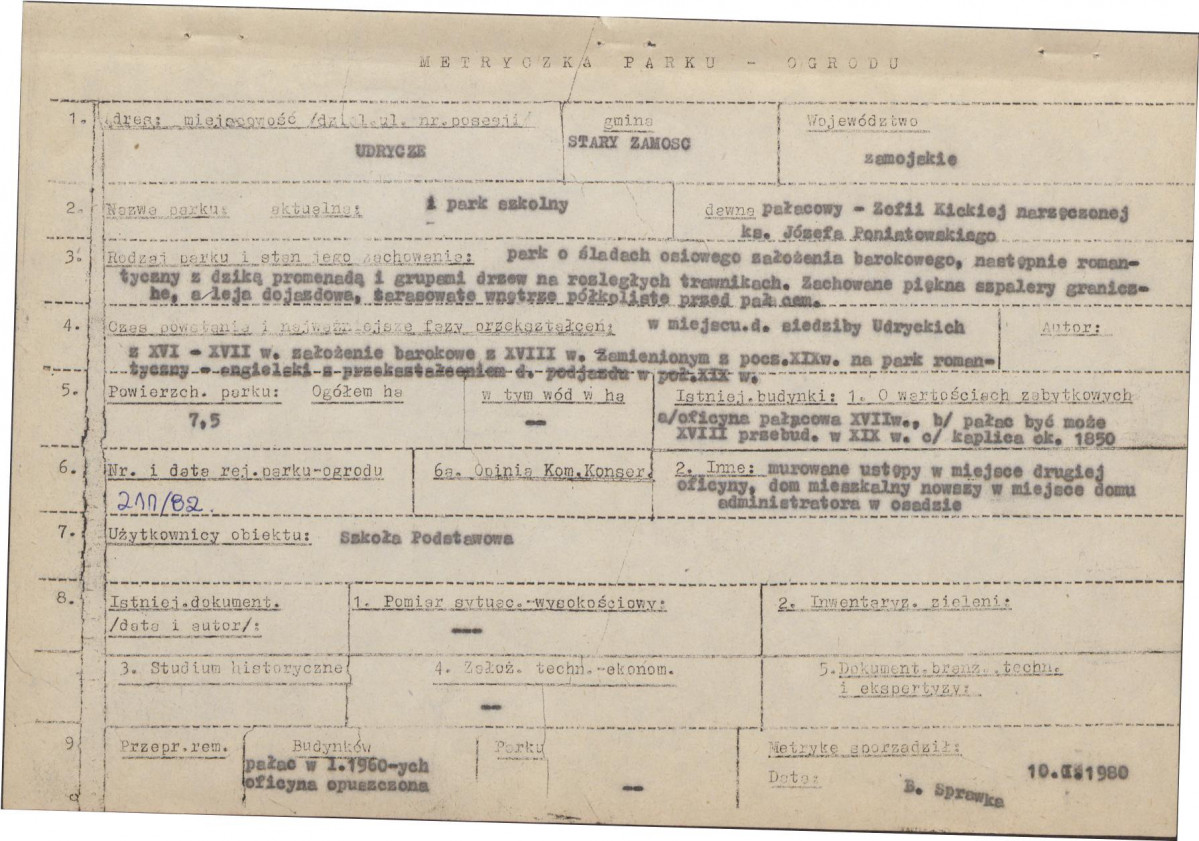 METRYCZKA PARKU - OGRODU
1. Adres: miejscowość /dziel.ul. nr.posesji/ gmina Województwo
UDRYCZE STARY ZAMOSC zamojskie
2. Nazwa parku: aktualna: i park szkolny dawna pałacowy - Zofii Kickiej narzęczonej
ks. Józefa Poniatowskiego
3. Rodzaj parku i stan jego zachowania: park o śladach osiowego założenia barokowego, następnie roman-
tyczny z dziką promenadą i grupami drzew na rozległych trawnikach. Zachowane piękna szpalery granicz-
ne, aleja dojazdowa, tarasowate wnętrze półkoliste przed pałacem.
4. Czas powstania i najważniejsze fazy przekształceń: w miejscu.d. siedziby Udryckich Autor:
z XVI - XVII w. założenie barokowe z XVIII w. Zamienionym z pocz.XIXw. na park roman-
tyczny - angielski z przekształceniem d. podjazdu w poł.XIX w.
5. Powierzch. parku: Ogółem ha w tym wód w ha Istniej.budynki: 1. O wartościach zabytkowych
7,5 — a/oficyna pałacowa XVIIw., b/ pałac być może
XVIII przebud. w XIX w. c/ kaplica ok. 1850
6. Nr. i data rej.parku-ogrodu 6a. Opinia Kom.Konser. 2. Inne: murowane ustępy w miejsce drugiej
oficyny, dom mieszkalny nowszy w miejsce domu
211/82. administratora w osadzie
7. Użytkownicy obiektu: Szkoła Podstawowa
8. Istniej.dokument. 1. Pomiar sytuac.-wysokościowy: 2. Inwentaryz. zieleni:
/data i autor/: —
3. Studium historyczne 4. Założ. techn.-ekonom. 5.Dokument.branż. techn.
i ekspertyzy:
—
9 Przepr.rem. Budynków Parku Metrykę sporządził:
pałac w l.1960-ych Data: 10.II.1980
oficyna opuszczona — B. Sprawka